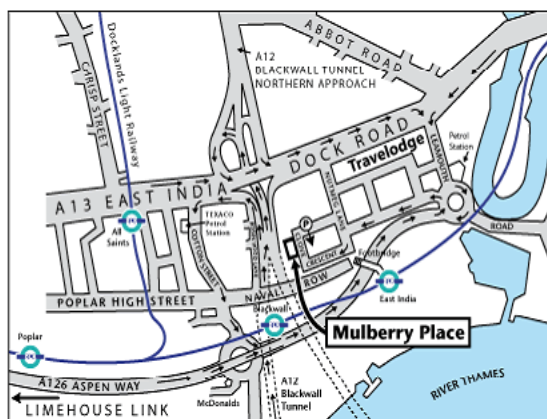 ABBOT ROAD
A12
BLACKWALL TUNNEL
NORTHERN APPROACH
CHRISP STREET
Docklands Light Railway
A13 EAST INDIA DOCK ROAD
Travelodge
Petrol
Station
LEAMOUTH
ROAD
NUTMEG LANE
TEXACO
Petrol
Station
All
Saints
COTTON STREET
P
CLOVE
CRESCENT
Footbridge
POPLAR HIGH STREET
NAVAL ROW
Blackwall
East India
Mulberry Place
Poplar
A126 ASPEN WAY
LIMEHOUSE LINK
McDonalds
A12
Blackwall
Tunnel
RIVER THAMES